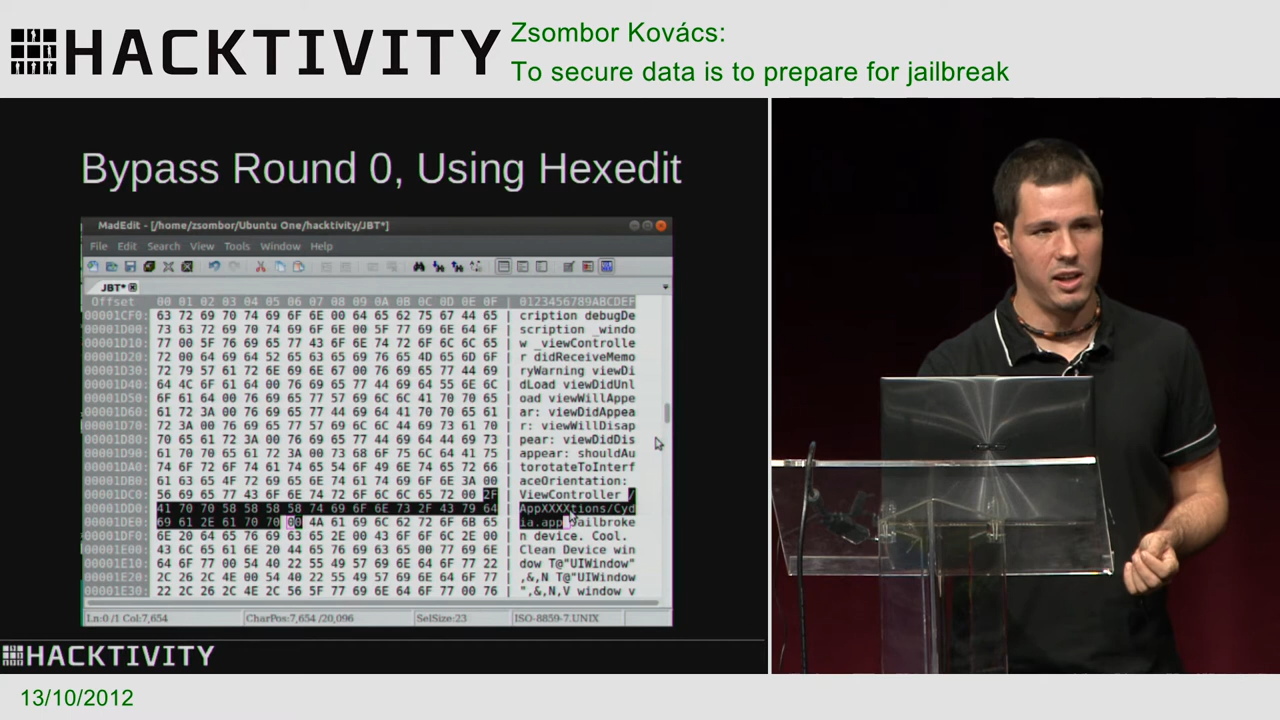 HACKTIVITY
Zsombor Kovács:
To secure data is to prepare for jailbreak
Bypass Round 0, Using Hexedit
MadEdit - [/home/zsombor/Ubuntu One/hacktivity/JBT*]
File Edit Search View Tools Window Help
JBT*
Offset 00 01 02 03 04 05 06 07 08 09 0A 0B 0C 0D 0E 0F | 0123456789ABCDEF
00001CF0: 63 72 69 70 74 69 6F 6E 00 64 65 62 75 67 44 65 | cription debugDe
00001D00: 73 63 72 69 70 74 69 6F 6E 00 5F 77 69 6E 64 6F | scription _windo
00001D10: 77 00 5F 76 69 65 77 43 6F 6E 74 72 6F 6C 6C 65 | w _viewControlle
00001D20: 72 00 64 69 64 52 65 63 65 69 76 65 4D 65 6D 6F | r didReceiveMemo
00001D30: 72 79 57 61 72 6E 69 6E 67 00 76 69 65 77 44 69 | ryWarning viewDi
00001D40: 64 4C 6F 61 64 00 76 69 65 77 44 69 64 55 6E 6C | dLoad viewDidUnl
00001D50: 6F 61 64 00 76 69 65 77 57 69 6C 6C 41 70 70 65 | oad viewWillAppe
00001D60: 61 72 3A 00 76 69 65 77 44 69 64 41 70 70 65 61 | ar: viewDidAppea
00001D70: 72 3A 00 76 69 65 77 57 69 6C 6C 44 69 73 61 70 | r: viewWillDisap
00001D80: 70 65 61 72 3A 00 76 69 65 77 44 69 64 44 69 73 | pear: viewDidDis
00001D90: 61 70 70 65 61 72 3A 00 73 68 6F 75 6C 64 41 75 | appear: shouldAu
00001DA0: 74 6F 72 6F 74 61 74 65 54 6F 49 6E 74 65 72 66 | torotateToInterf
00001DB0: 61 63 65 4F 72 69 65 6E 74 61 74 69 6F 6E 3A 00 | aceOrientation:
00001DC0: 56 69 65 77 43 6F 6E 74 72 6F 6C 6C 65 72 00 2F | ViewController /
00001DD0: 41 70 70 58 58 58 58 74 69 6F 6E 73 2F 43 79 64 | AppXXXXtions/Cyd
00001DE0: 69 61 2E 61 70 70 00 4A 61 69 6C 62 72 6F 6B 65 | ia.app Jailbroke
00001DF0: 6E 20 64 65 76 69 63 65 2E 00 43 6F 6F 6C 2E 00 | n device. Cool.
00001E00: 43 6C 65 61 6E 20 44 65 76 69 63 65 00 77 69 6E | Clean Device win
00001E10: 64 6F 77 00 54 40 22 55 49 57 69 6E 64 6F 77 22 | dow T@"UIWindow"
00001E20: 2C 26 2C 4E 00 54 40 22 55 49 57 69 6E 64 6F 77 | ,&,N T@"UIWindow
00001E30: 22 2C 26 2C 4E 2C 56 5F 77 69 6E 64 6F 77 00 76 | ",&,N,V_window v
Ln:0 /1 Col:7,654 CharPos:7,654 /20,096 SelSize:23 ISO-8859-7.UNIX
HACKTIVITY
13/10/2012